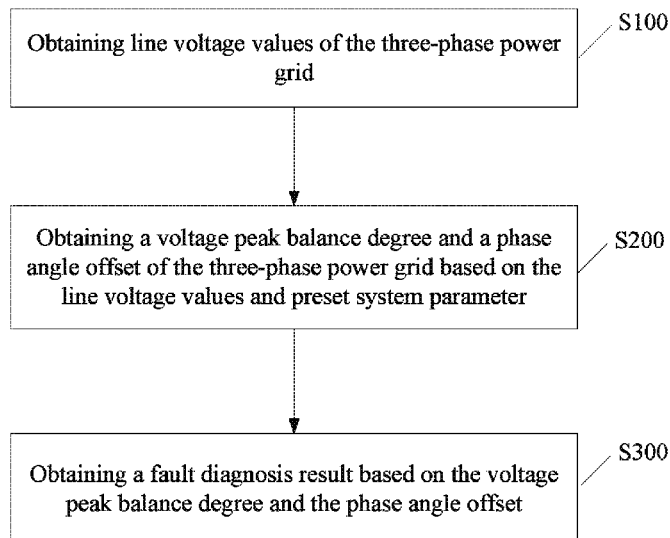 S100
Obtaining line voltage values of the three-phase power
grid
S200
Obtaining a voltage peak balance degree and a phase
angle offset of the three-phase power grid based on the
line voltage values and preset system parameter
S300
Obtaining a fault diagnosis result based on the voltage
peak balance degree and the phase angle offset